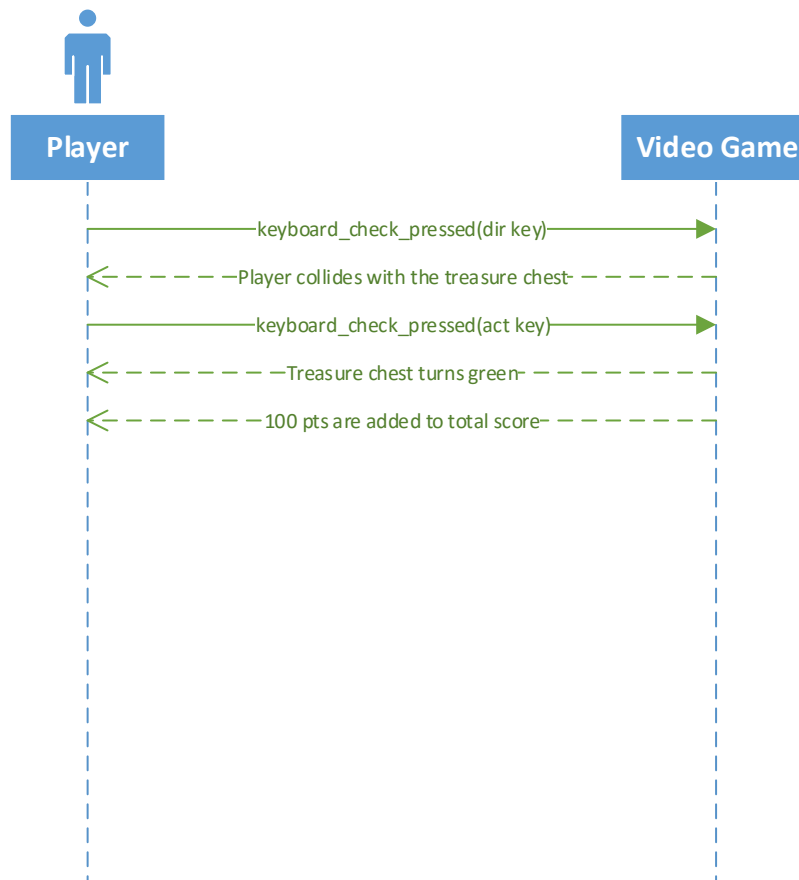 Player
Video Game
keyboard_check_pressed(dir key)
Player collides with the treasure chest
keyboard_check_pressed(act key)
Treasure chest turns green
100 pts are added to total score